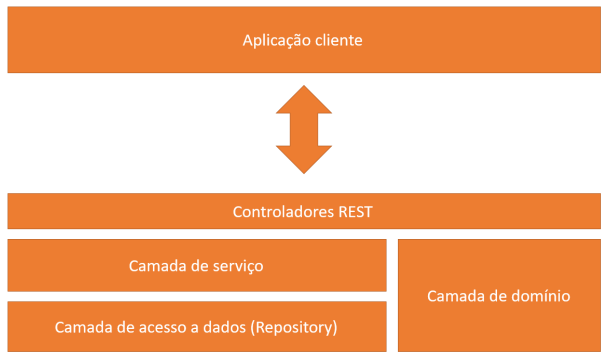 Aplicação cliente
Controladores REST
Camada de serviço
Camada de domínio
Camada de acesso a dados (Repository)